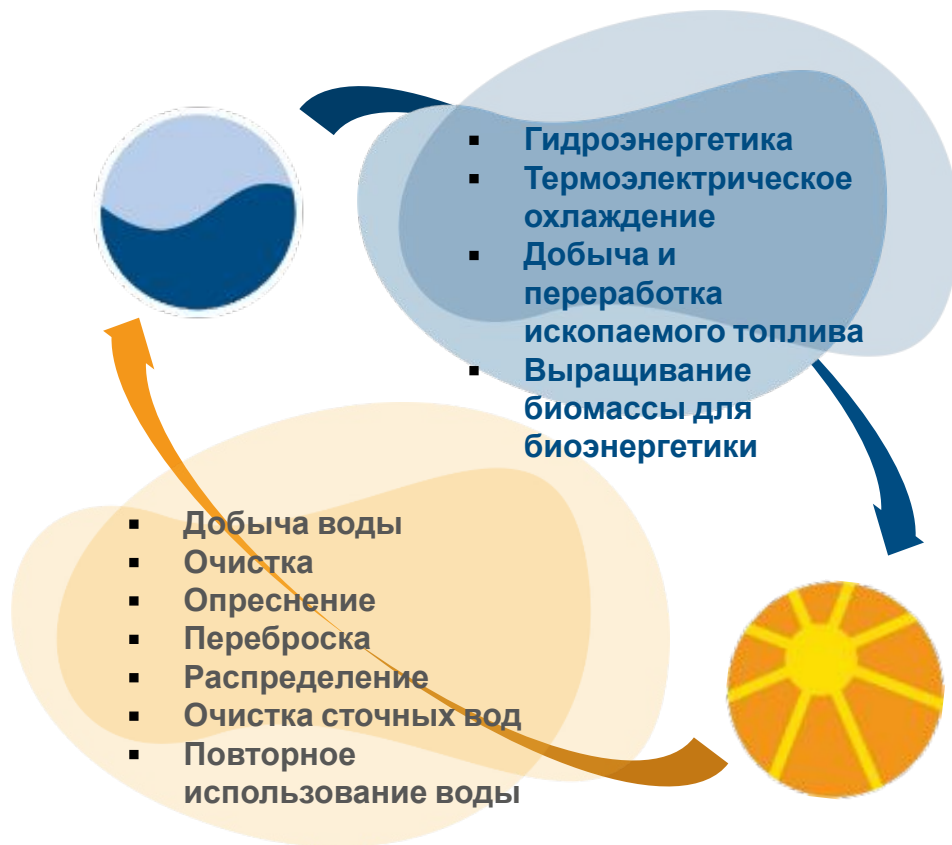 ▪ Гидроэнергетика
▪ Термоэлектрическое
охлаждение
▪ Добыча и
переработка
ископаемого топлива
▪ Выращивание
биомассы для
биоэнергетики
▪ Добыча воды
▪ Очистка
▪ Опреснение
▪ Переброска
▪ Распределение
▪ Очистка сточных вод
▪ Повторное
использование воды